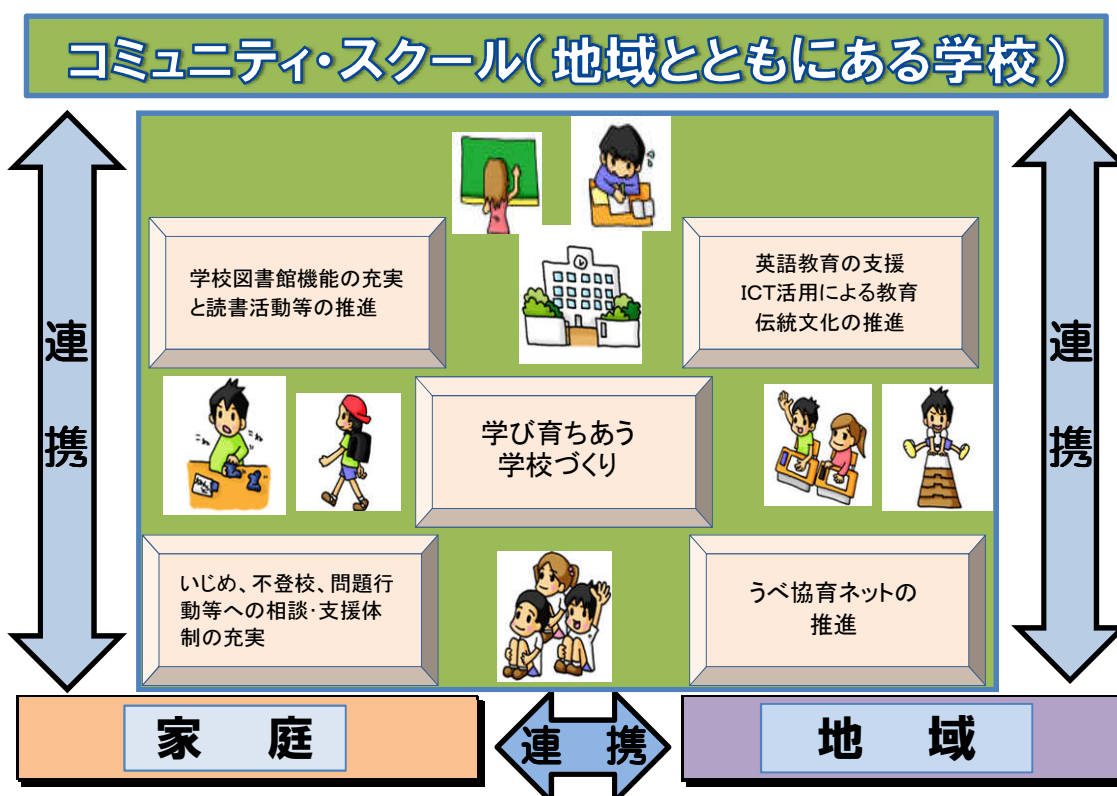 コミュニティ・スクール(地域とともにある学校)
学校図書館機能の充実
と読書活動等の推進
英語教育の支援
ICT活用による教育
伝統文化の推進
連携
連携
学び育ちあう
学校づくり
いじめ、不登校、問題行
動等への相談・支援体
制の充実
うべ協育ネットの
推進
家庭
連携
地域